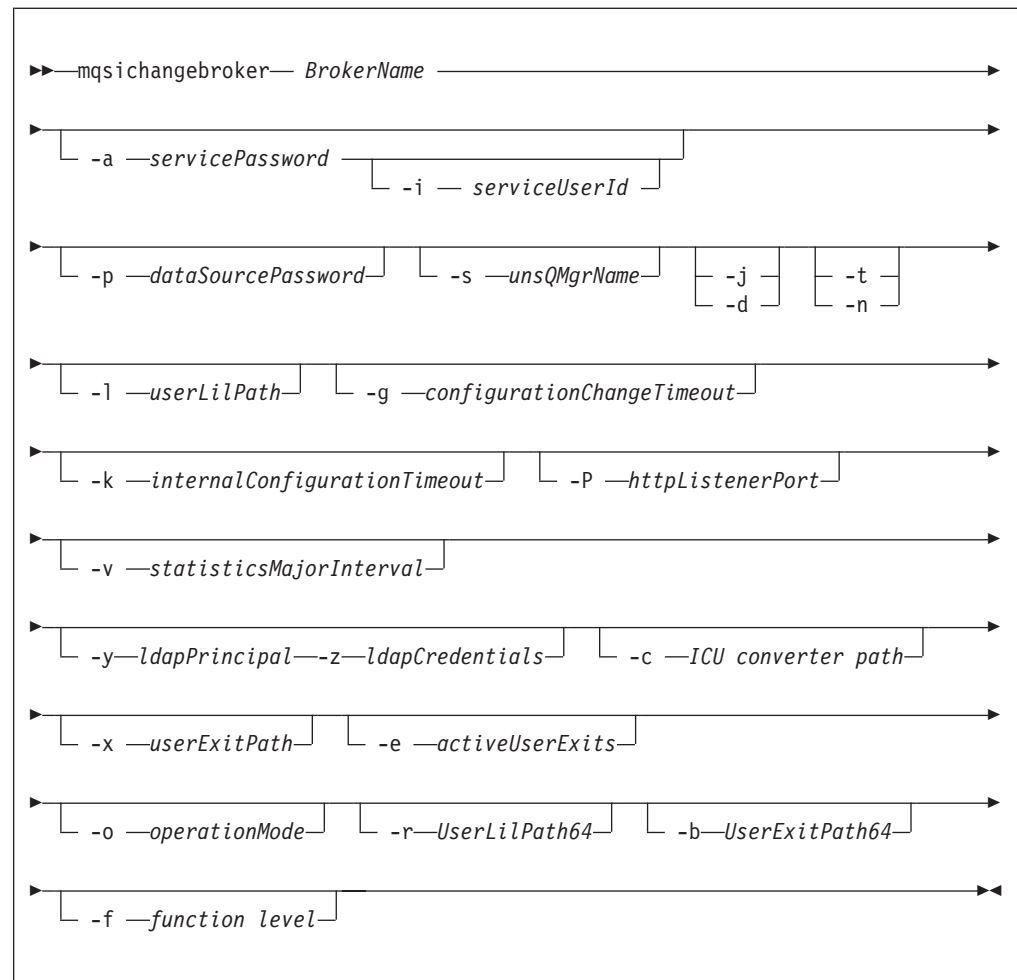 mqsichangebroker BrokerName
-a servicePassword
-i serviceUserId
-p dataSourcePassword -s unsQMgrName -j -t
-d -n
-l userLilPath -g configurationChangeTimeout
-k internalConfigurationTimeout -P httpListenerPort
-v statisticsMajorInterval
-y ldapPrincipal -z ldapCredentials -c ICU converter path
-x userExitPath -e activeUserExits
-o operationMode -r UserLilPath64 -b UserExitPath64
-f function level